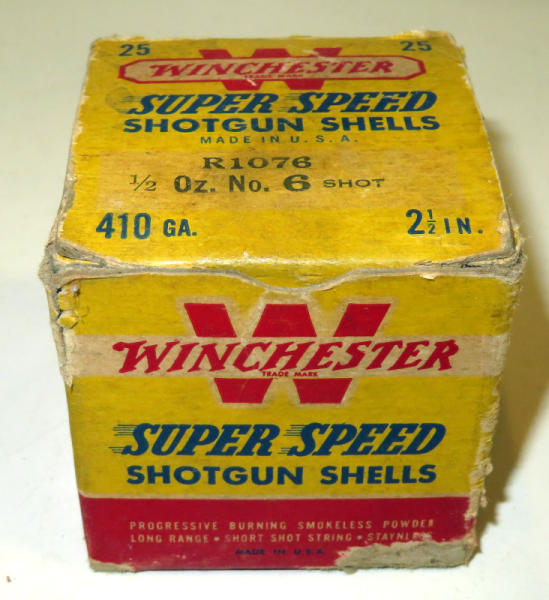 25 25
WINCHESTER
TRADE MARK
SUPER SPEED
SHOTGUN SHELLS
MADE IN U.S.A.
R1076
½ Oz. No. 6 SHOT
410 GA. 2½ IN.
W
WINCHESTER
TRADE MARK
SUPER SPEED
SHOTGUN SHELLS
PROGRESSIVE BURNING SMOKELESS POWDER
LONG RANGE • SHORT SHOT STRING •
MADE IN U.S.A.